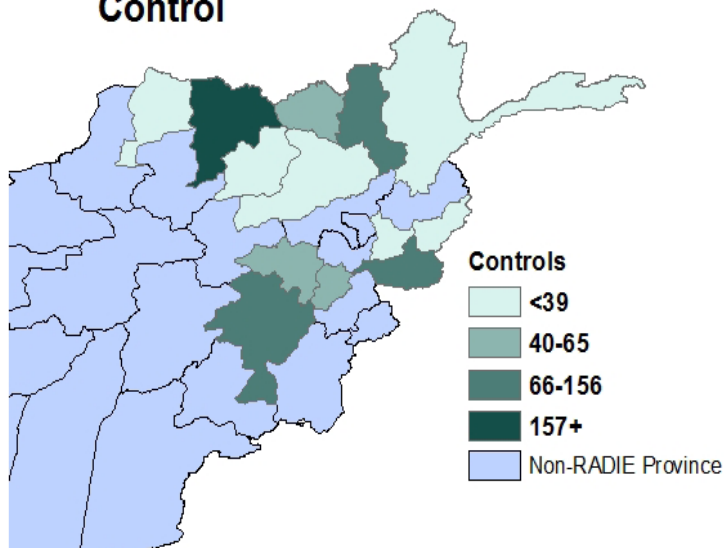 Control
Controls
<39
40-65
66-156
157+
Non-RADIE Province